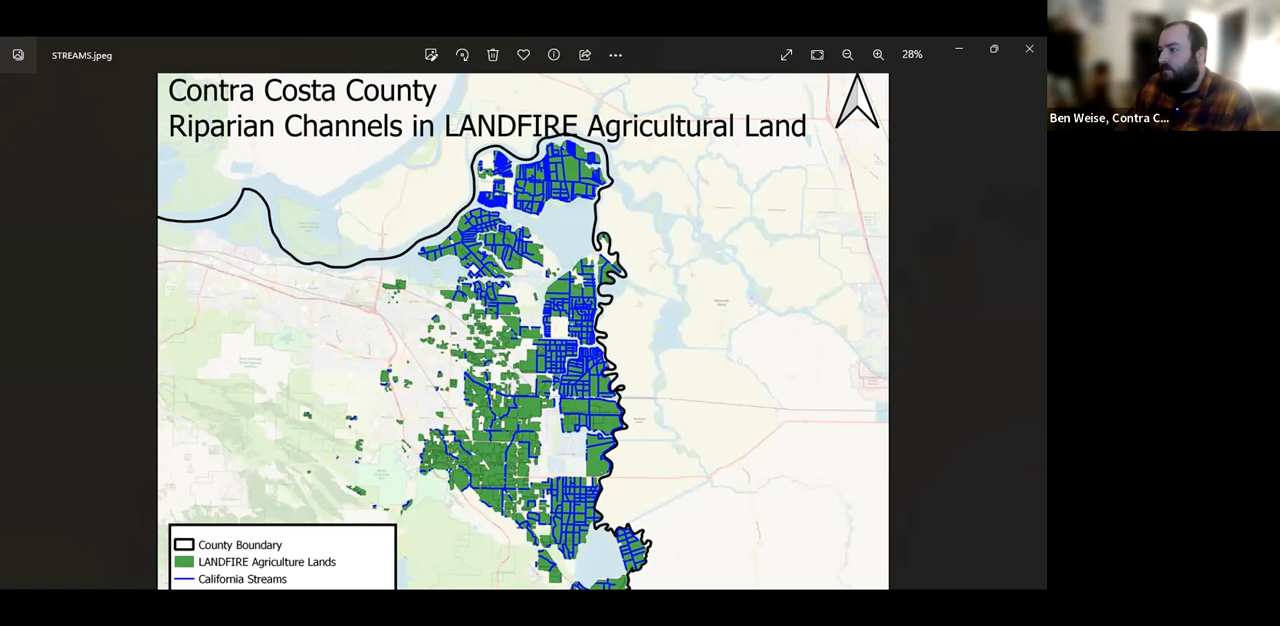 STREAMS.jpeg
28%
Contra Costa County
Riparian Channels in LANDFIRE Agricultural Land
County Boundary
LANDFIRE Agriculture Lands
California Streams
Ben Weise, Contra C...